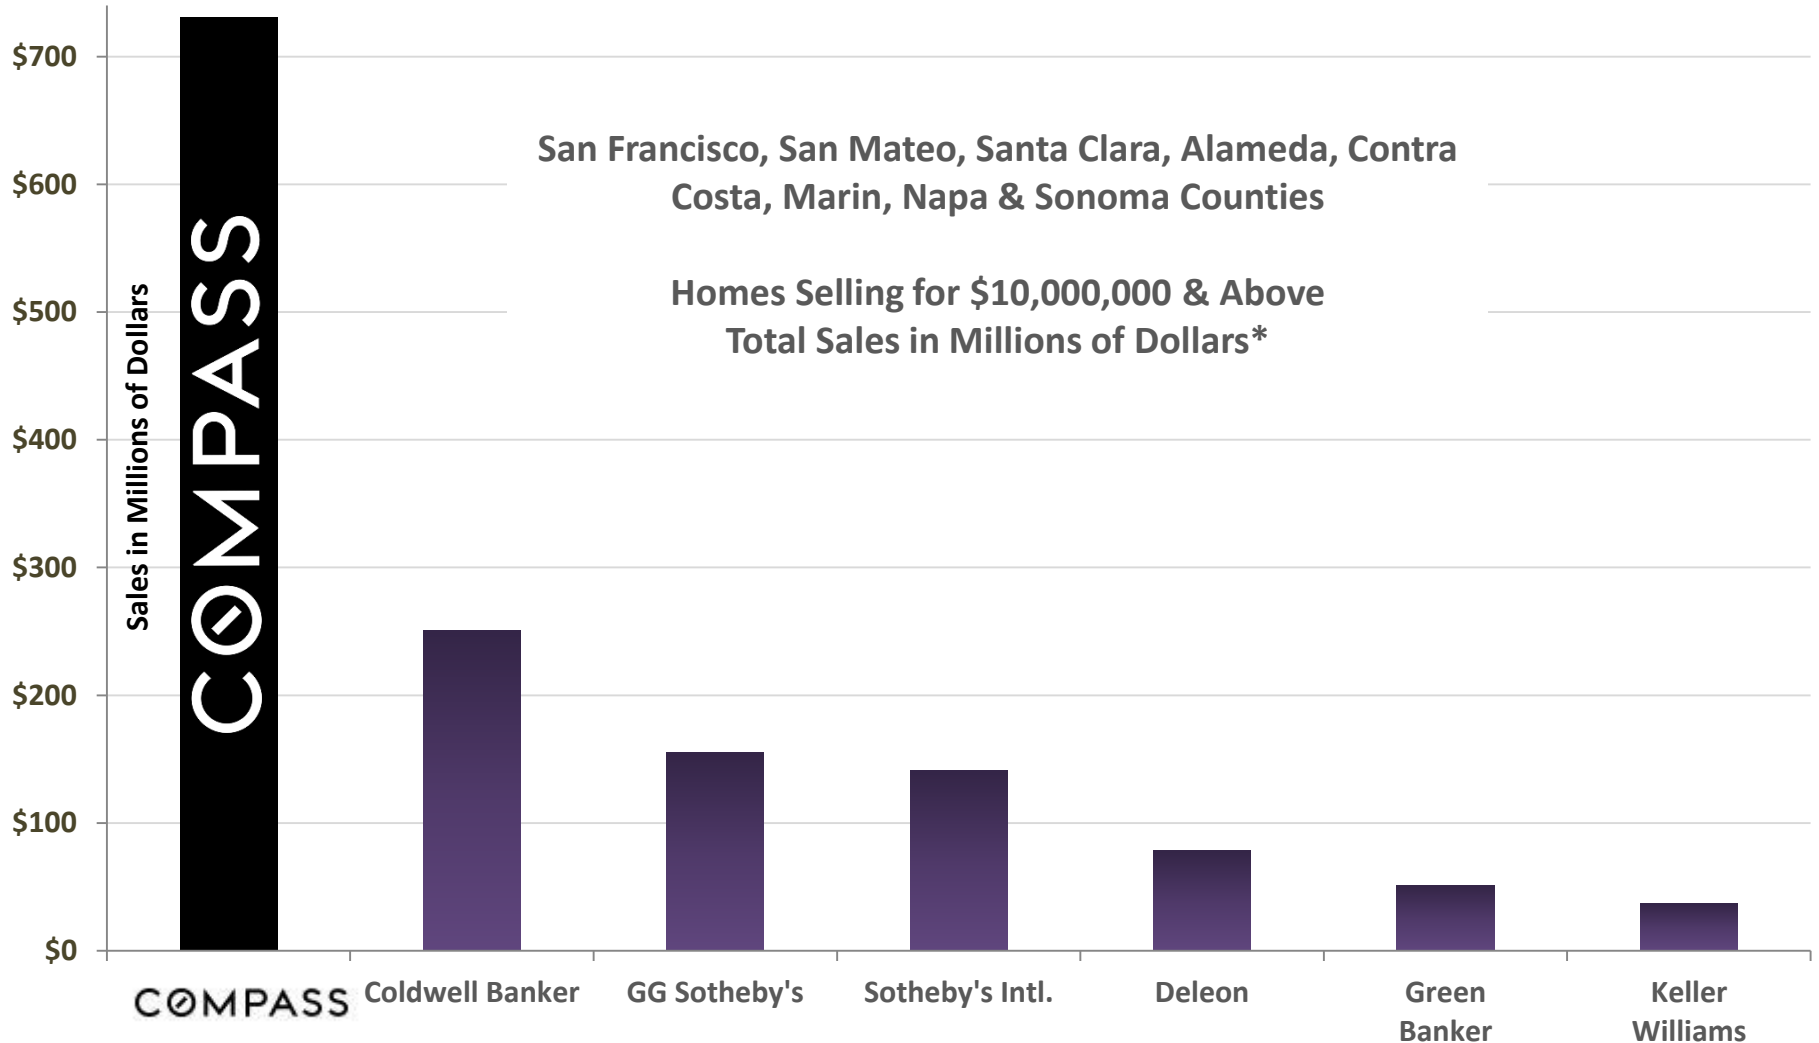 $700
$600
$500
$400
$300
$200
$100
$0
Sales in Millions of Dollars
COMPASS
San Francisco, San Mateo, Santa Clara, Alameda, Contra
Costa, Marin, Napa & Sonoma Counties
Homes Selling for $10,000,000 & Above
Total Sales in Millions of Dollars*
COMPASS
Coldwell Banker
GG Sotheby's
Sotheby's Intl.
Deleon
Green
Banker
Keller
Williams